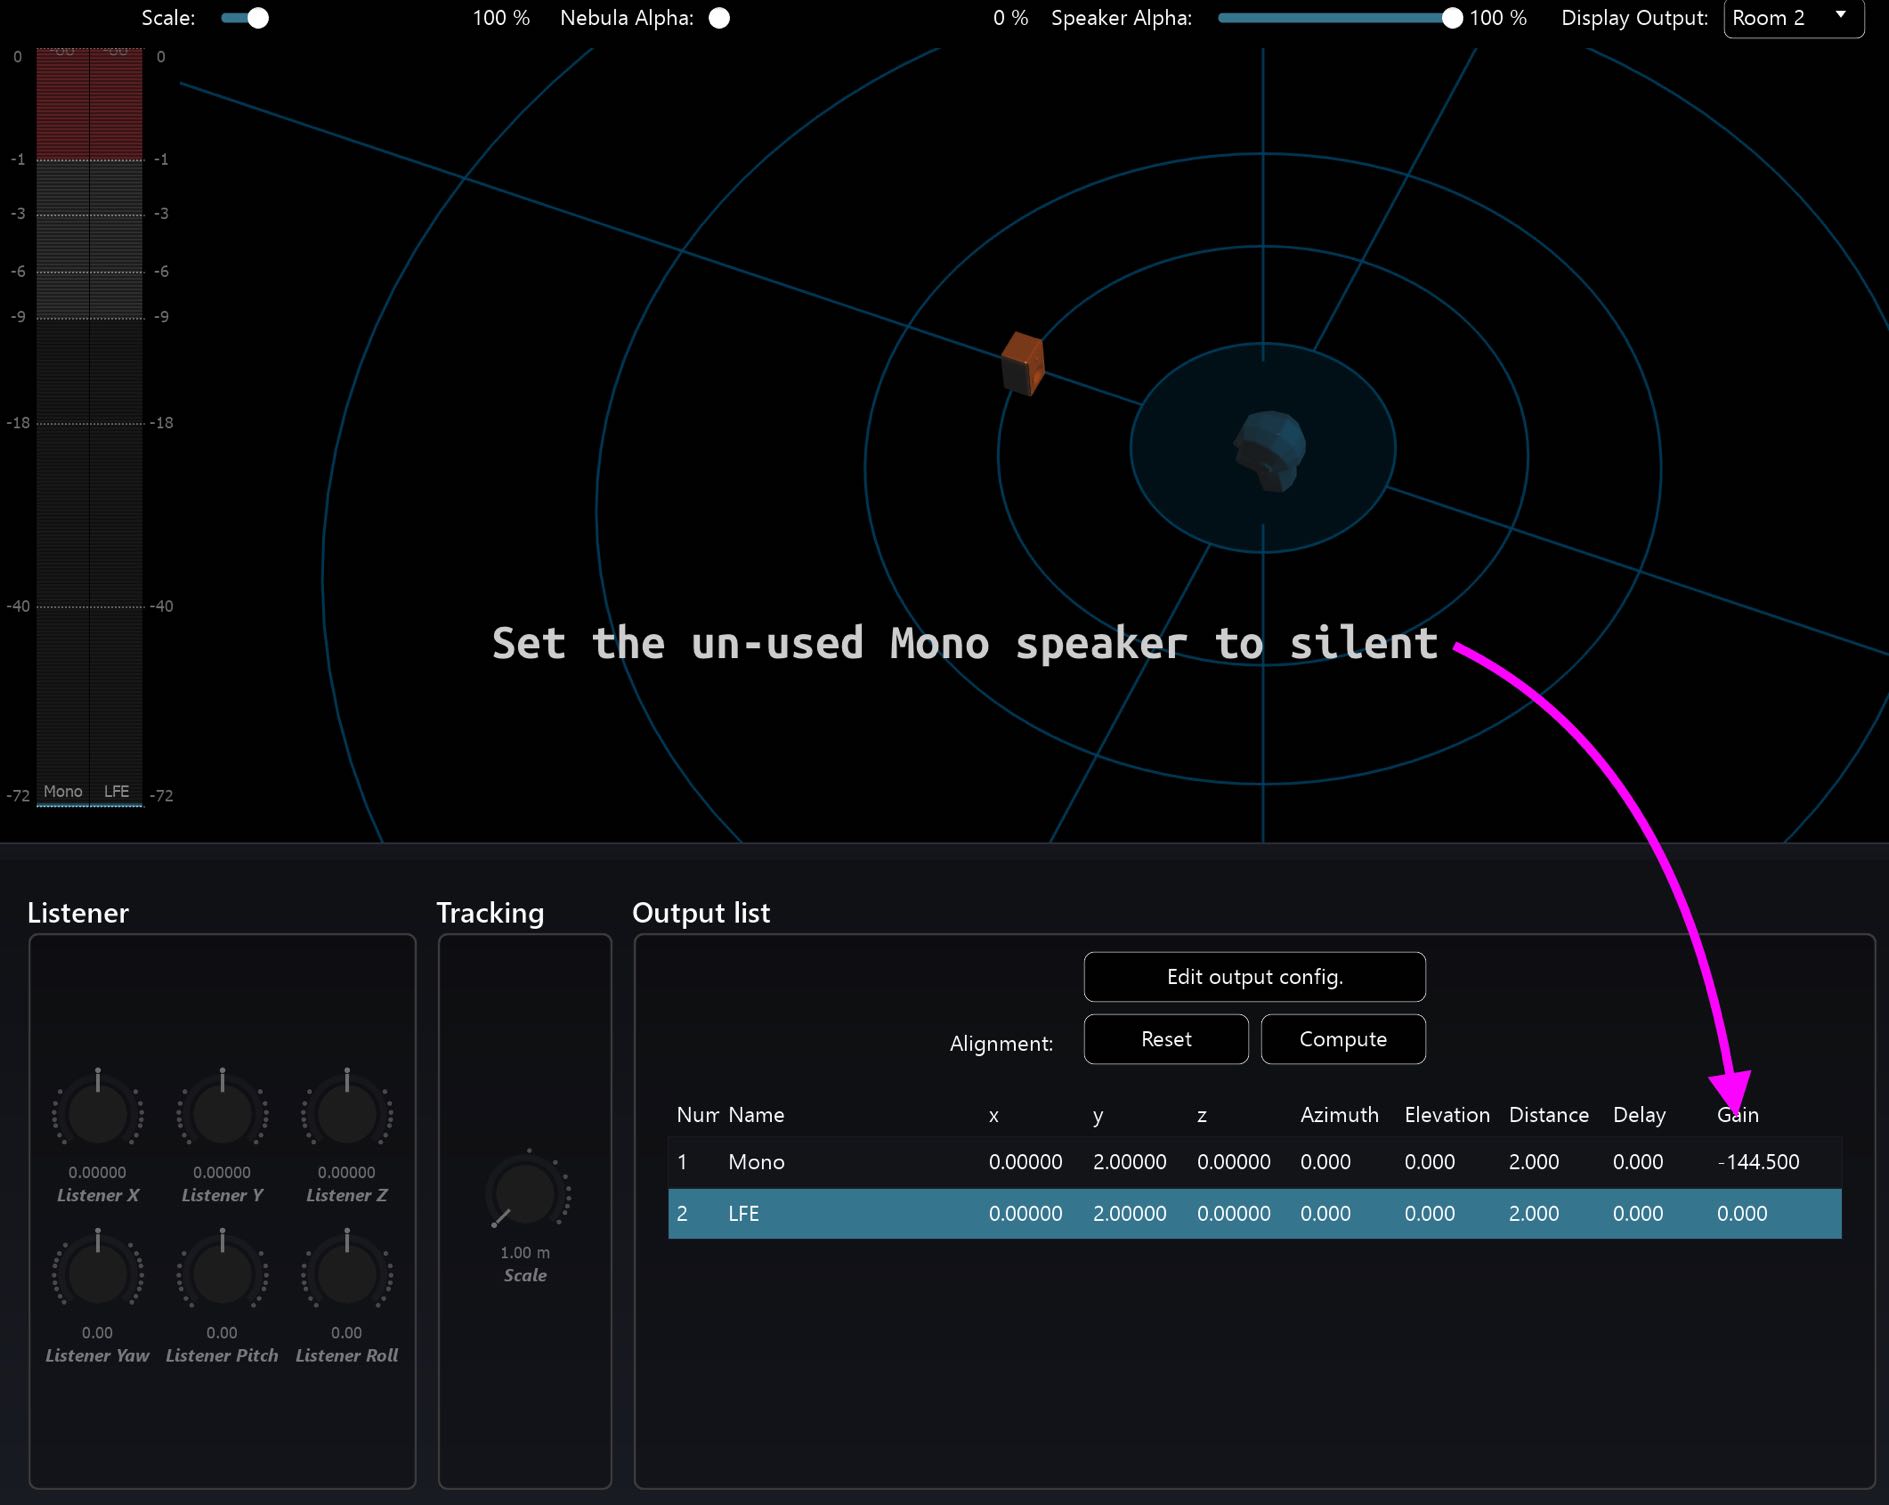 Scale: 100 % Nebula Alpha: 0 % Speaker Alpha: 100 % Display Output: Room 2
0 0
-1 -1
-3 -3
-6 -6
-9 -9
-18 -18
-40 -40
Set the un-used Mono speaker to silent
-72 Mono LFE -72
Listener Tracking Output list
Edit output config.
Alignment: Reset Compute
Num Name x y z Azimuth Elevation Distance Delay Gain
1 Mono 0.00000 2.00000 0.00000 0.000 0.000 2.000 0.000 -144.500
2 LFE 0.00000 2.00000 0.00000 0.000 0.000 2.000 0.000 0.000
0.00000 0.00000 0.00000
Listener X Listener Y Listener Z
1.00 m
Scale
0.00 0.00 0.00
Listener Yaw Listener Pitch Listener Roll